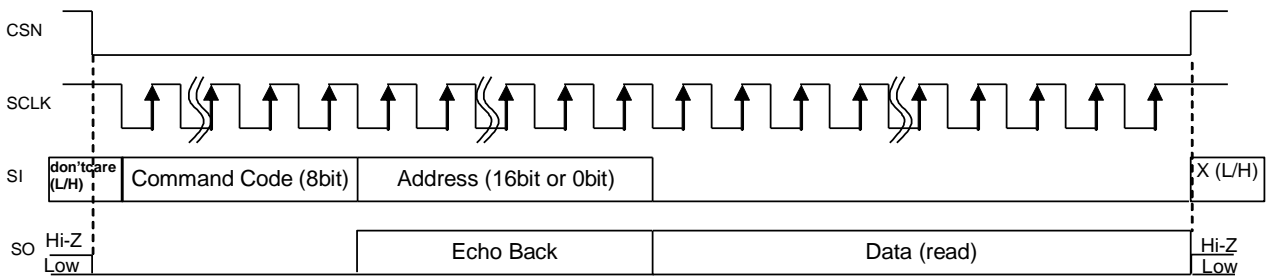 CSN
SCLK
SI
don'tcare
(L/H)
Command Code (8bit)
Address (16bit or 0bit)
X (L/H)
SO
Hi-Z
Low
Echo Back
Data (read)
Hi-Z
Low